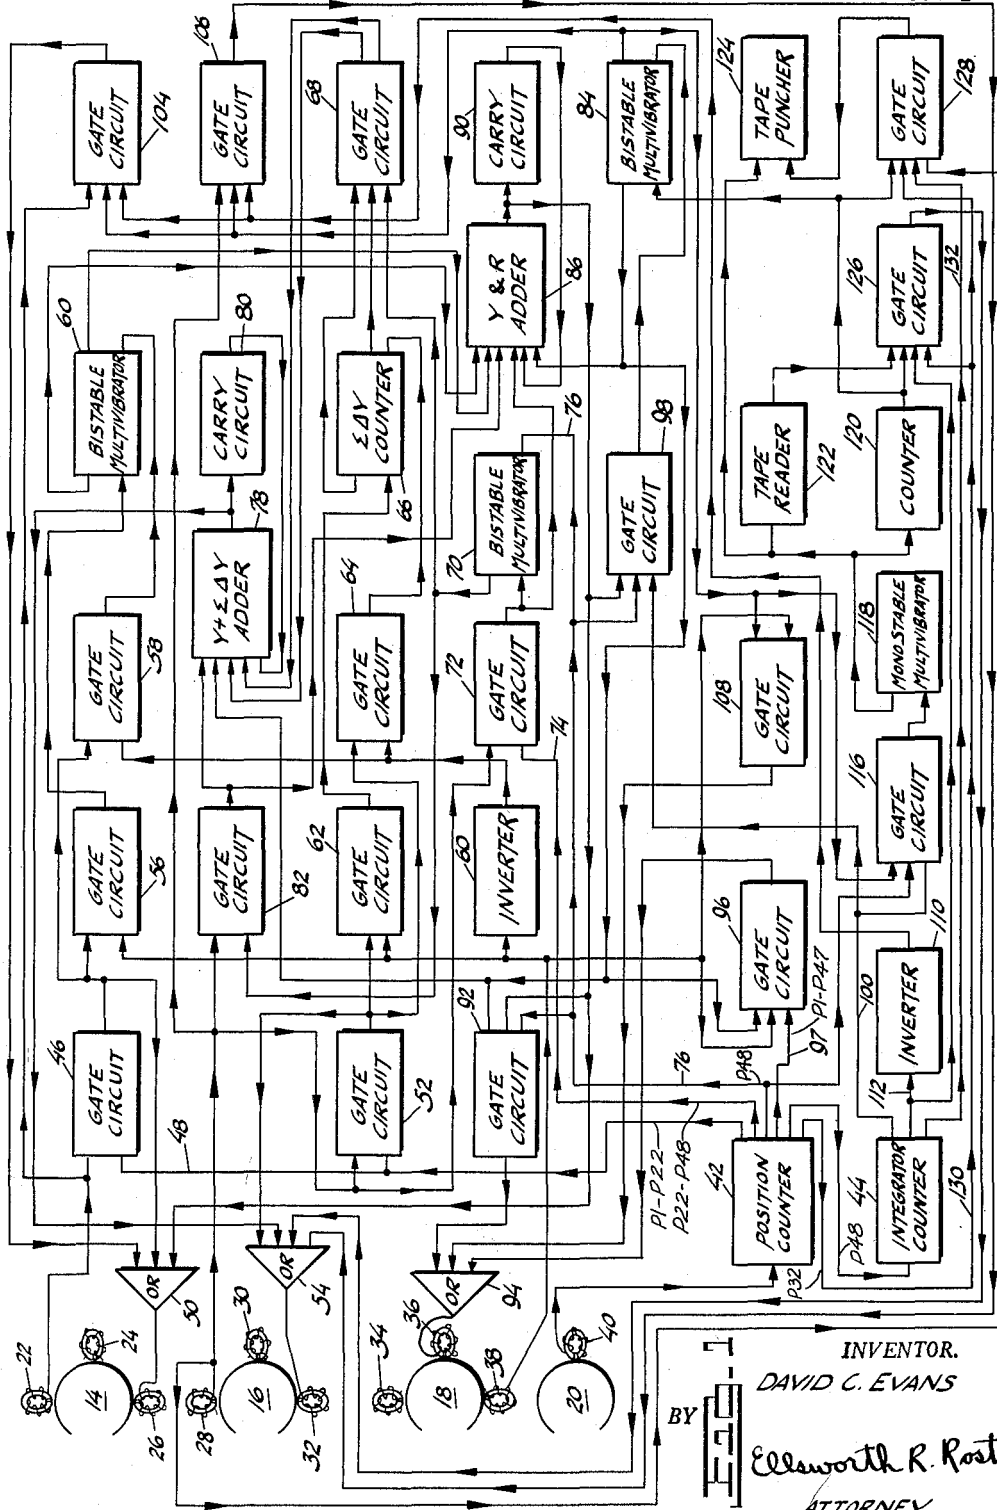 104
GATE
CIRCUIT
106
GATE
CIRCUIT
68
GATE
CIRCUIT
90
CARRY
CIRCUIT
84
BISTABLE
MULTIVIBRATOR
124
TAPE
PUNCHER
GATE
CIRCUIT
128
60
BISTABLE
MULTIVIBRATOR
80
CARRY
CIRCUIT
ΣΔY
COUNTER
66
Y & R
ADDER
86
126
GATE
CIRCUIT
132
58
GATE
CIRCUIT
78
Y+ΣΔY
ADDER
64
GATE
CIRCUIT
70
BISTABLE
MULTIVIBRATOR
76
72
GATE
CIRCUIT
74
98
GATE
CIRCUIT
TAPE
READER
122
120
COUNTER
118
MONOSTABLE
MULTIVIBRATOR
108
GATE
CIRCUIT
116
GATE
CIRCUIT
GATE
CIRCUIT
56
GATE
CIRCUIT
82
62
GATE
CIRCUIT
60
INVERTER
96
GATE
CIRCUIT
97
P1-P47
100
110
INVERTER
112
46
GATE
CIRCUIT
48
GATE
CIRCUIT
52
92
GATE
CIRCUIT
76
P48
P1-P22
P22-P48
42
POSITION
COUNTER
P48
P32
44
INTEGRATOR
COUNTER
130
OR
50
OR
54
OR
94
22
24
14
26
28
30
16
32
34
36
18
38
20
40
INVENTOR.
DAVID C. EVANS
BY
Ellsworth R. Rost
ATTORNEY